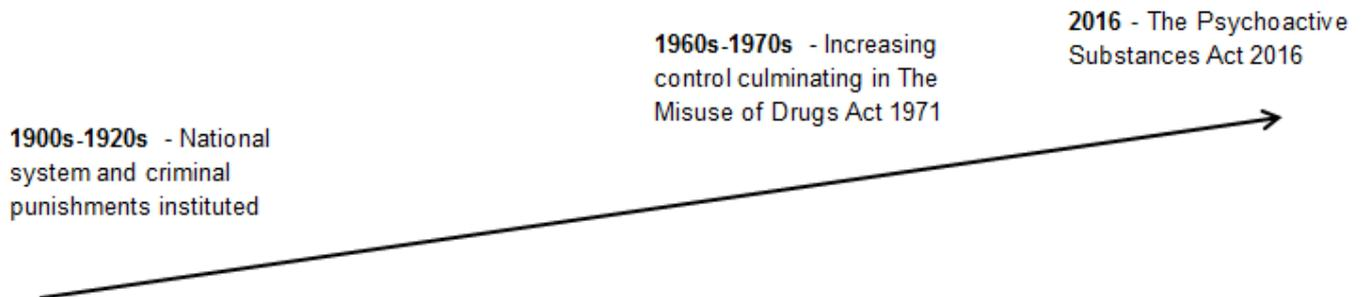 1900s-1920s - National
system and criminal
punishments instituted
1960s-1970s - Increasing
control culminating in The
Misuse of Drugs Act 1971
2016 - The Psychoactive
Substances Act 2016